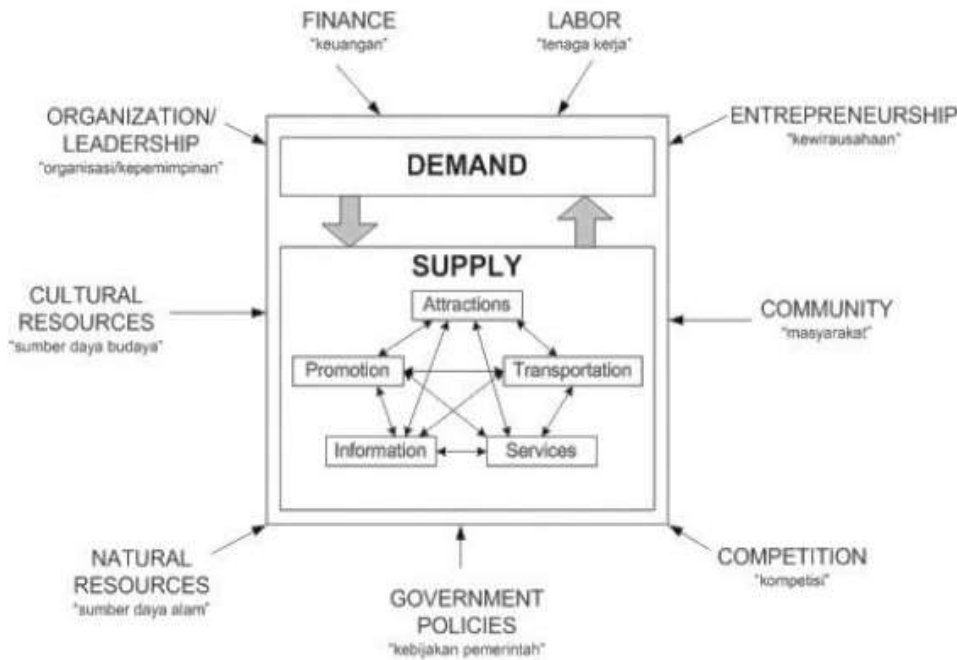 FINANCE
"keuangan"
LABOR
"tenaga kerja"
ORGANIZATION/
LEADERSHIP
"organisasi/kepemimpinan"
ENTREPRENEURSHIP
"kewirausahaan"
DEMAND
SUPPLY
Attractions
CULTURAL
RESOURCES
"sumber daya budaya"
COMMUNITY
"masyarakat"
Promotion
Transportation
Information
Services
NATURAL
RESOURCES
"sumber daya alam"
COMPETITION
"kompetisi"
GOVERNMENT
POLICIES
"kebijakan pemerintah"